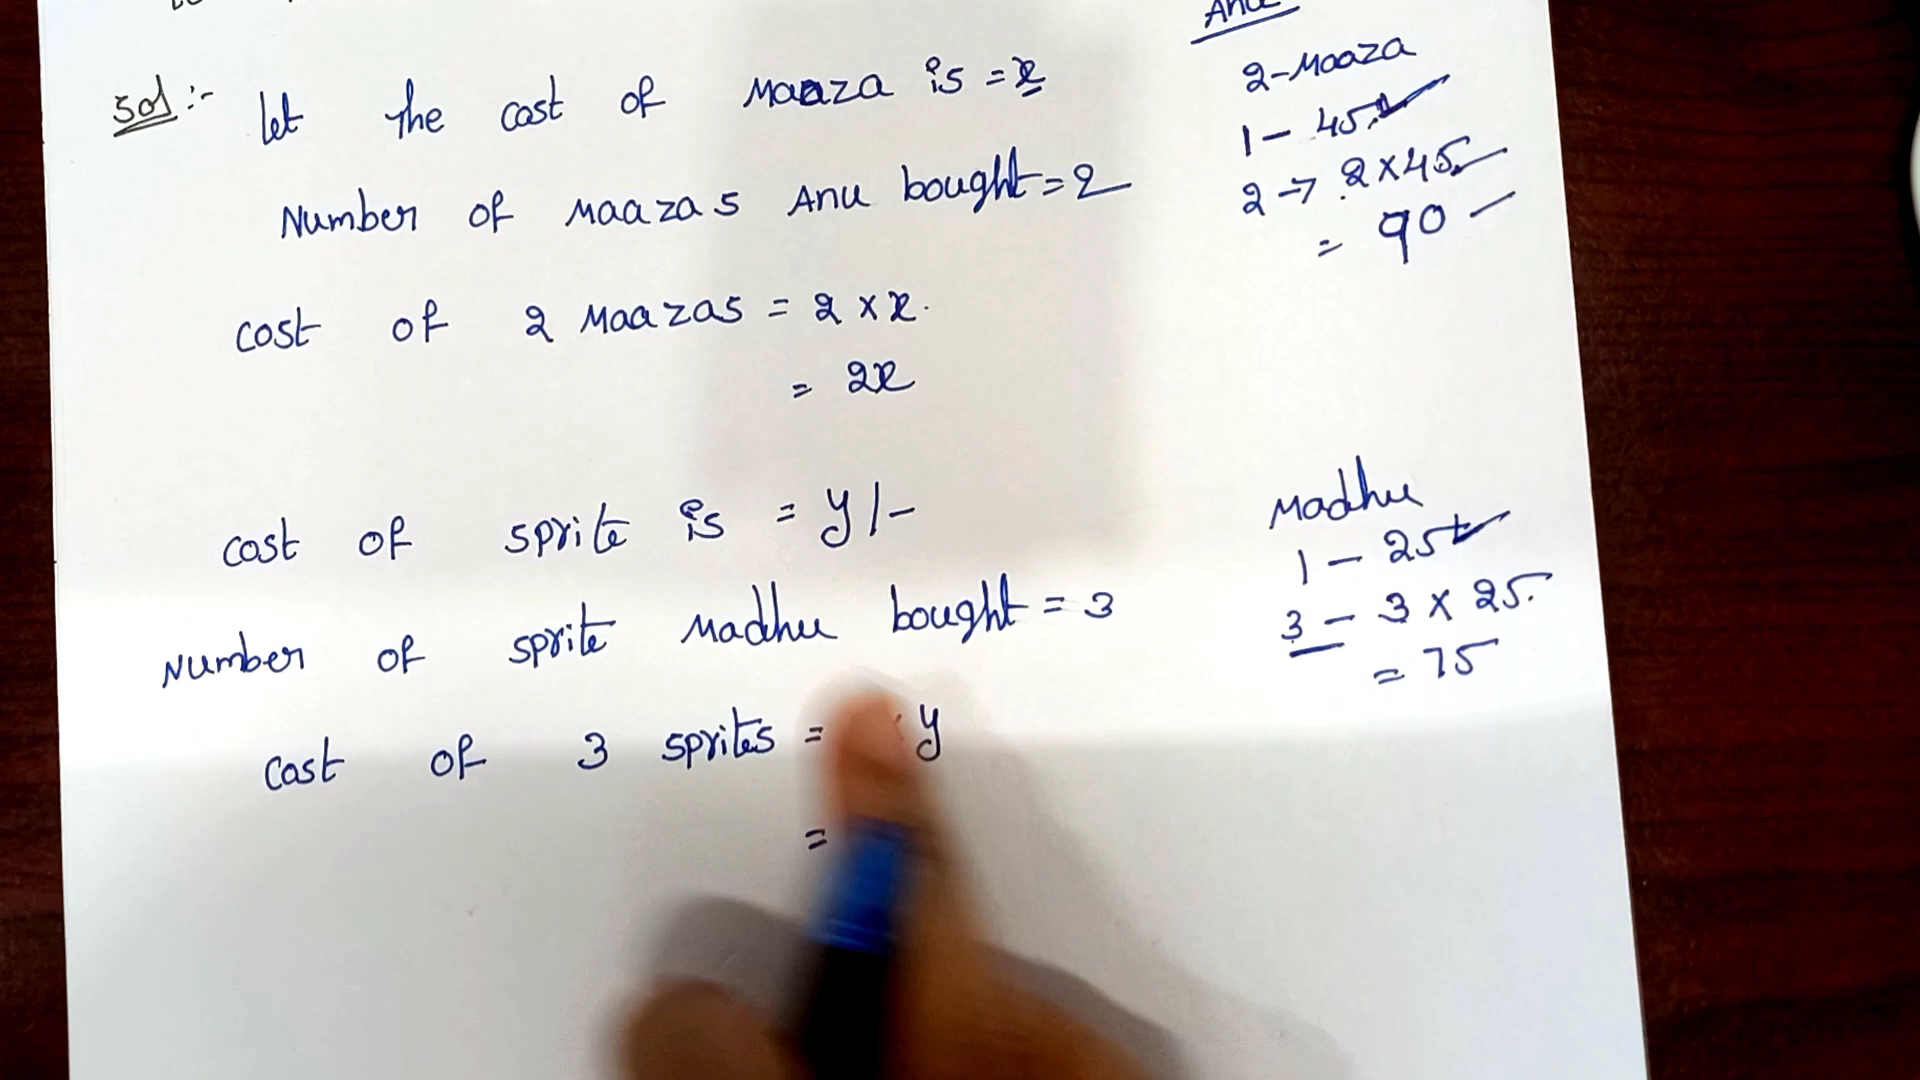 Sol :- Let the cost of Maaza is = x
Number of Maazas Anu bought = 2
cost of 2 Maazas = 2 × x.
= 2x
cost of sprite is = y/-
Number of sprite Madhu bought = 3
cost of 3 sprites = y
=
Anu
2-Maaza
1 - 45
2 → 2×45
= 90
Madhu
1 - 25
3 - 3 × 25.
= 75